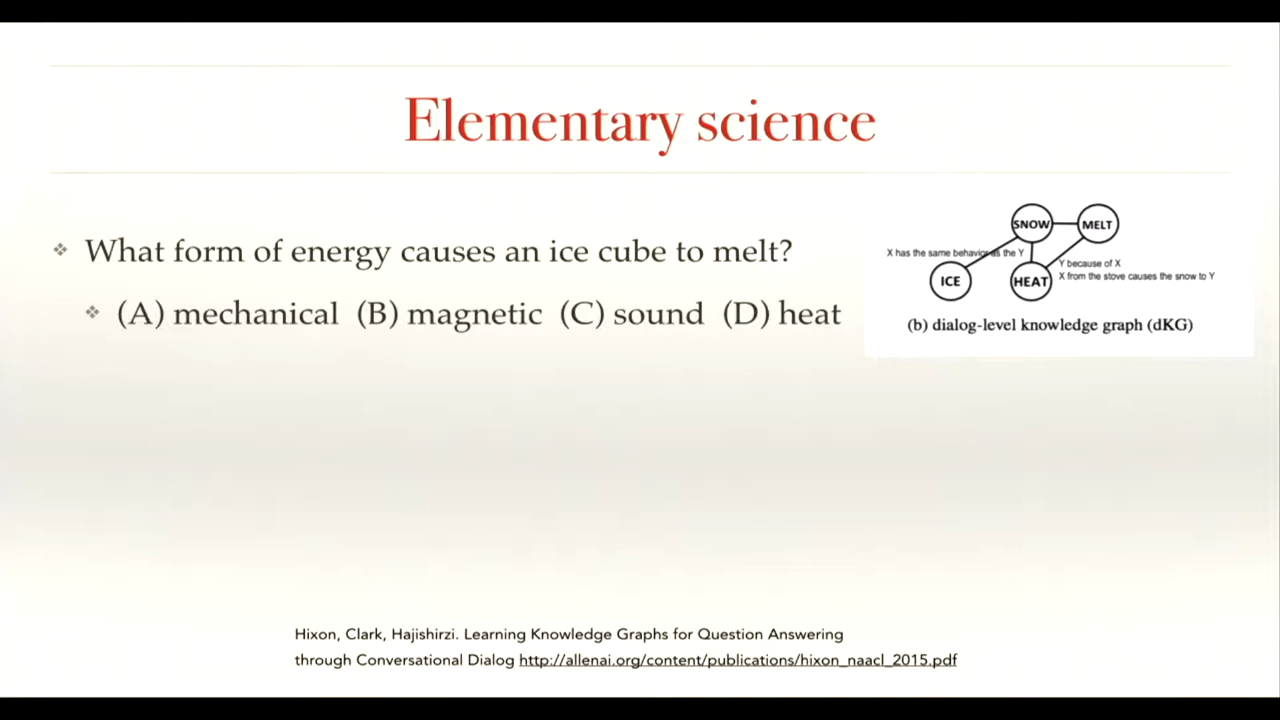 Elementary science
What form of energy causes an ice cube to melt?
(A) mechanical (B) magnetic (C) sound (D) heat
SNOW
MELT
X has the same behavior as the Y
Y because of X
ICE
HEAT
X from the stove causes the snow to Y
(b) dialog-level knowledge graph (dKG)
Hixon, Clark, Hajishirzi. Learning Knowledge Graphs for Question Answering
through Conversational Dialog http://allenai.org/content/publications/hixon_naacl_2015.pdf